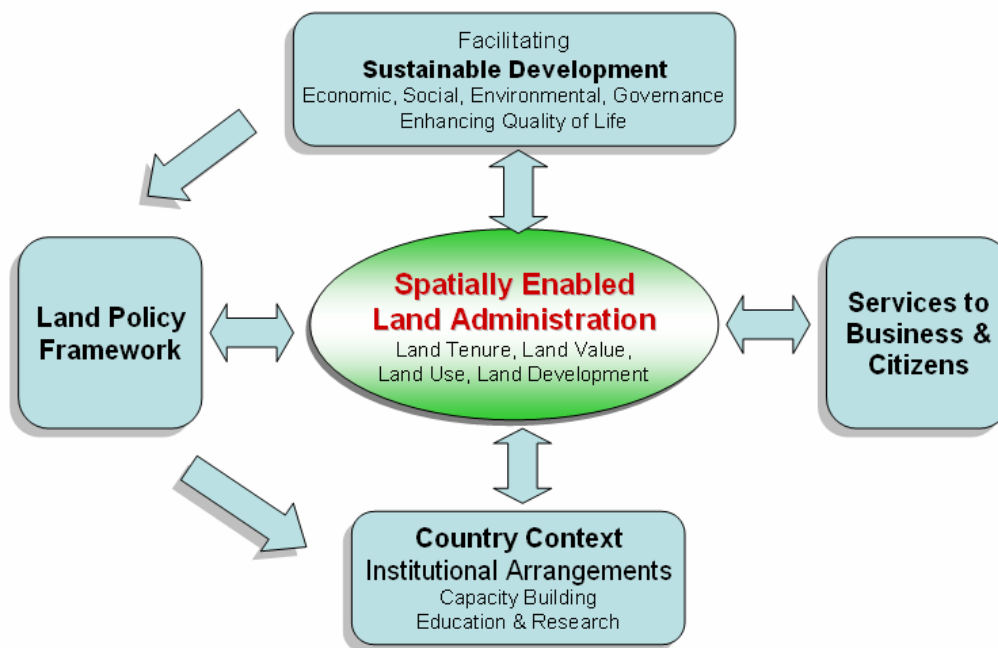 Facilitating
Sustainable Development
Economic, Social, Environmental, Governance
Enhancing Quality of Life
Land Policy
Framework
Spatially Enabled
Land Administration
Land Tenure, Land Value,
Land Use, Land Development
Services to
Business &
Citizens
Country Context
Institutional Arrangements
Capacity Building
Education & Research